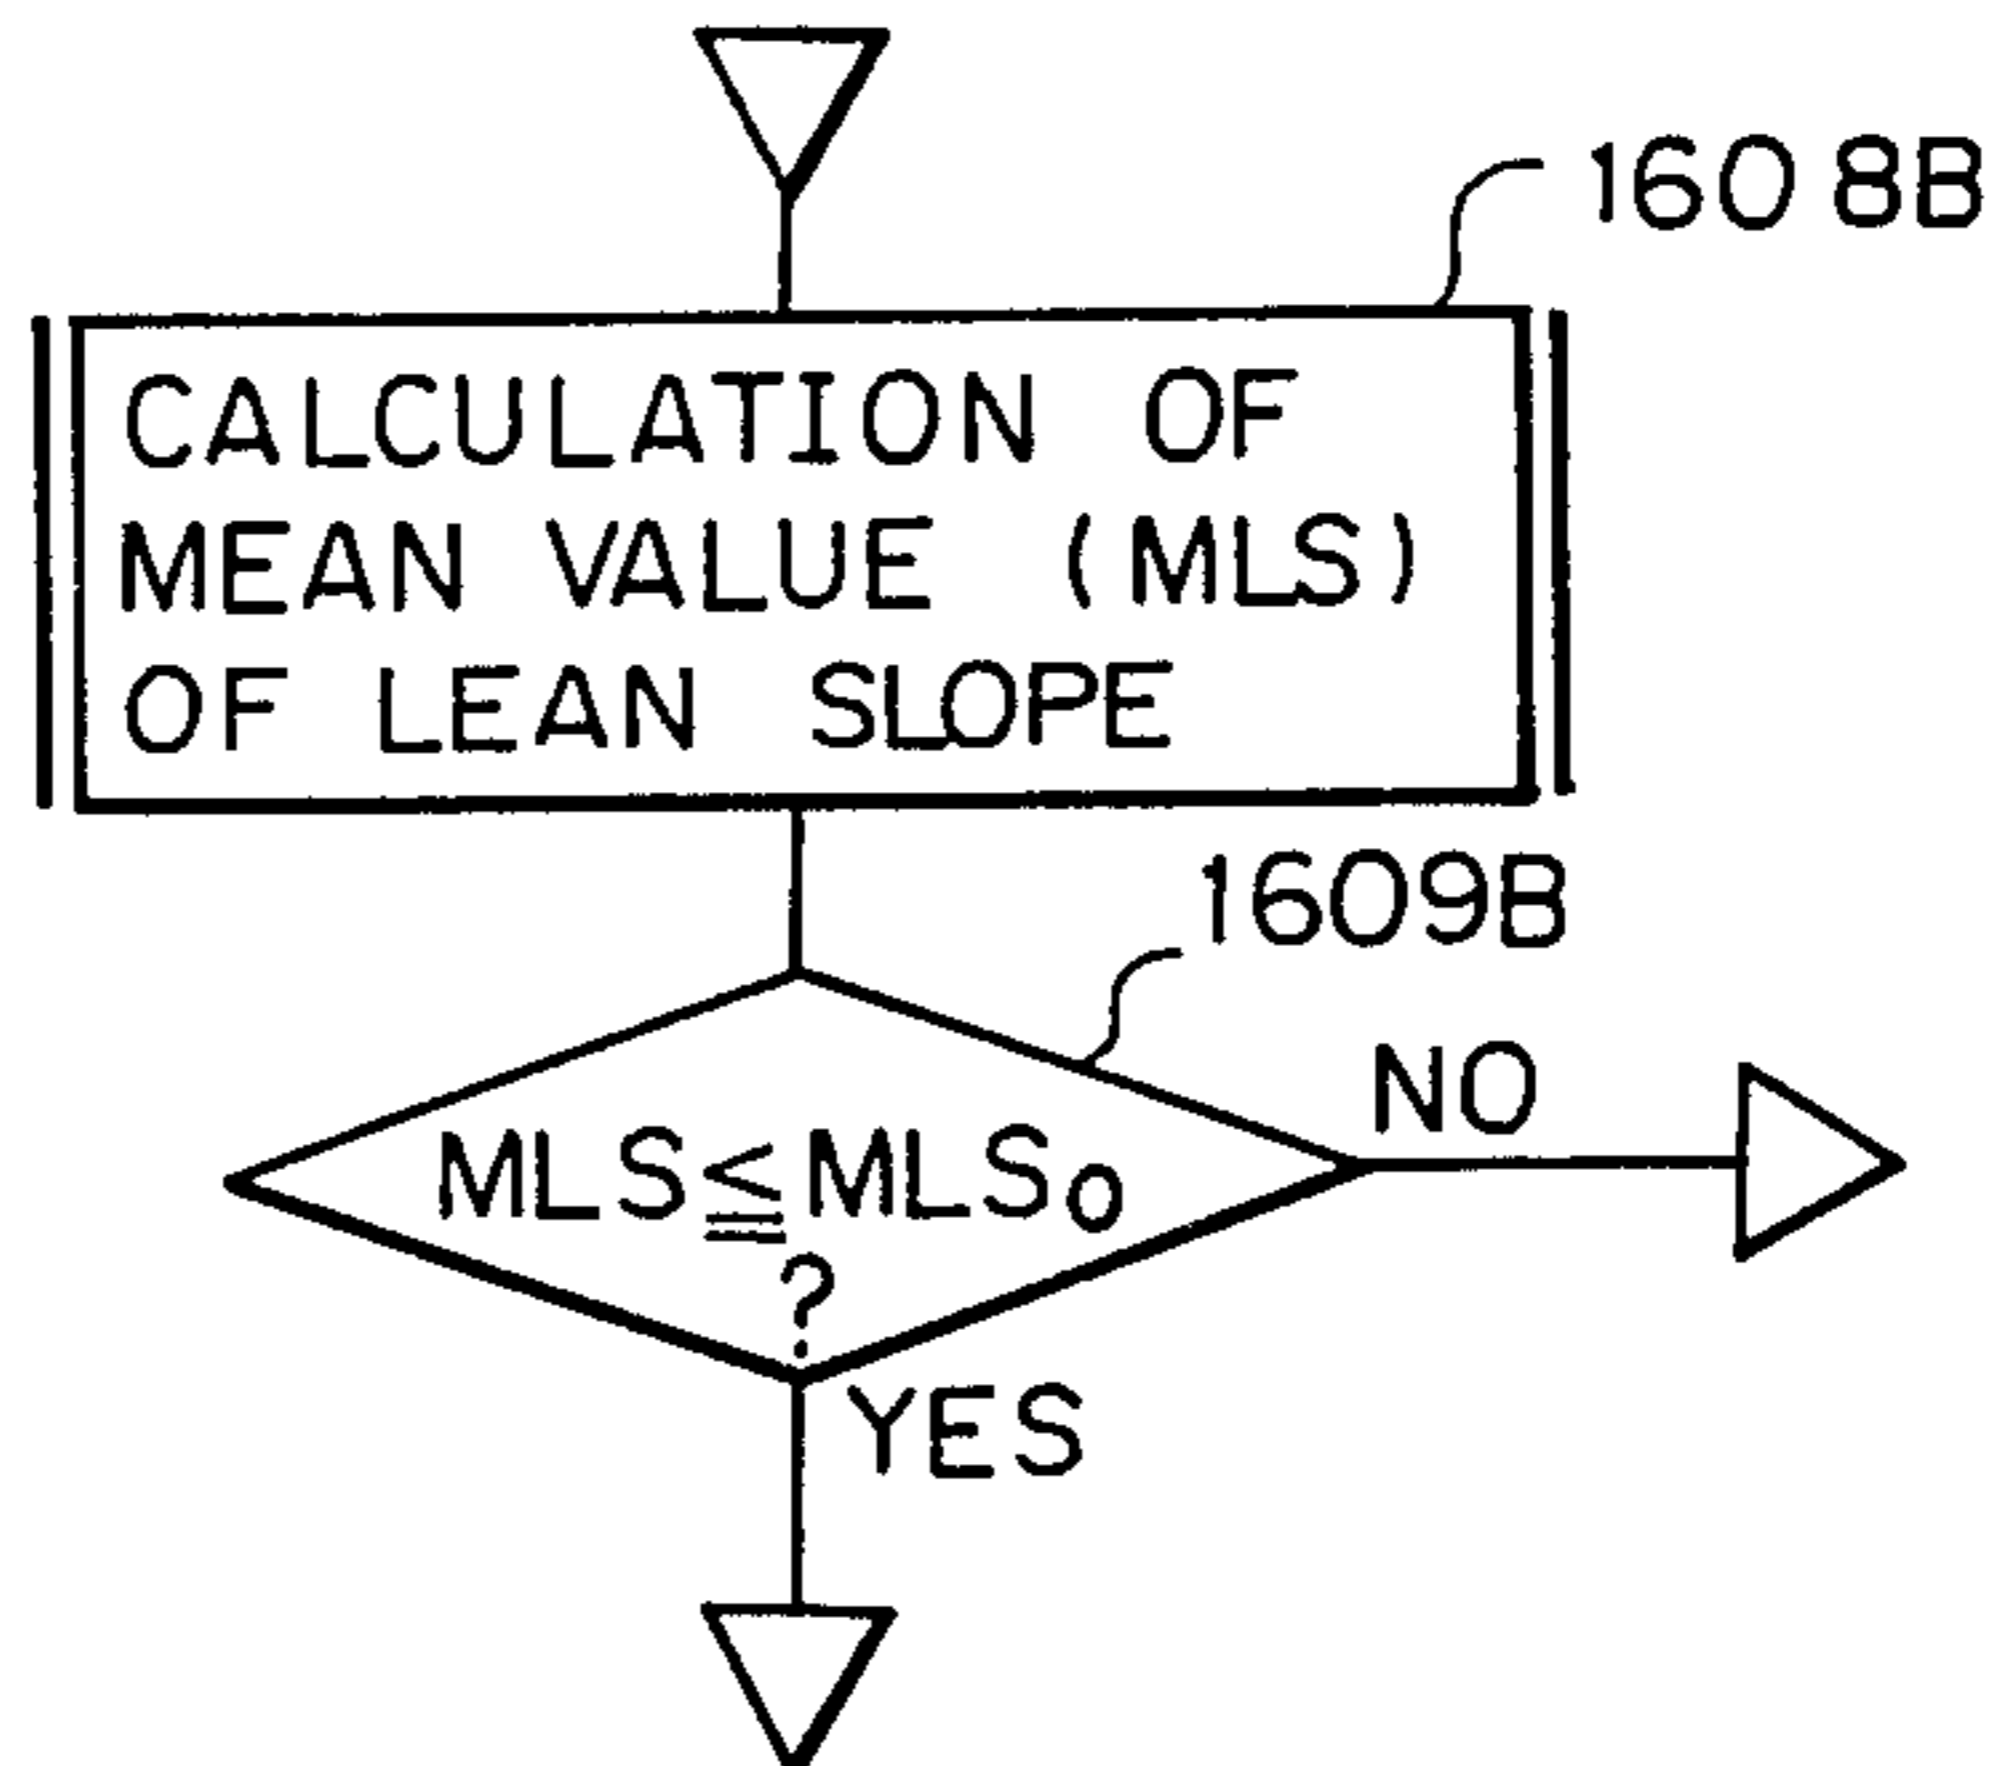 1608B
CALCULATION OF
MEAN VALUE (MLS)
OF LEAN SLOPE
1609B
NO
MLS≦MLS₀
?
YES